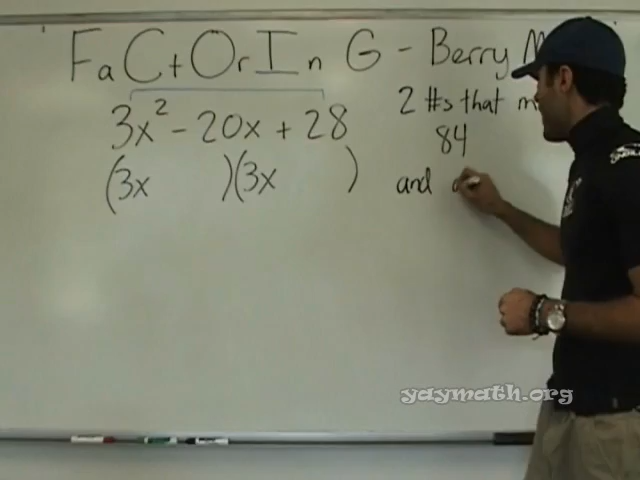 FaCtOrInG - Berry
3x² - 20x + 28
(3x )(3x )
2 #s that
84
and
yaymath.org